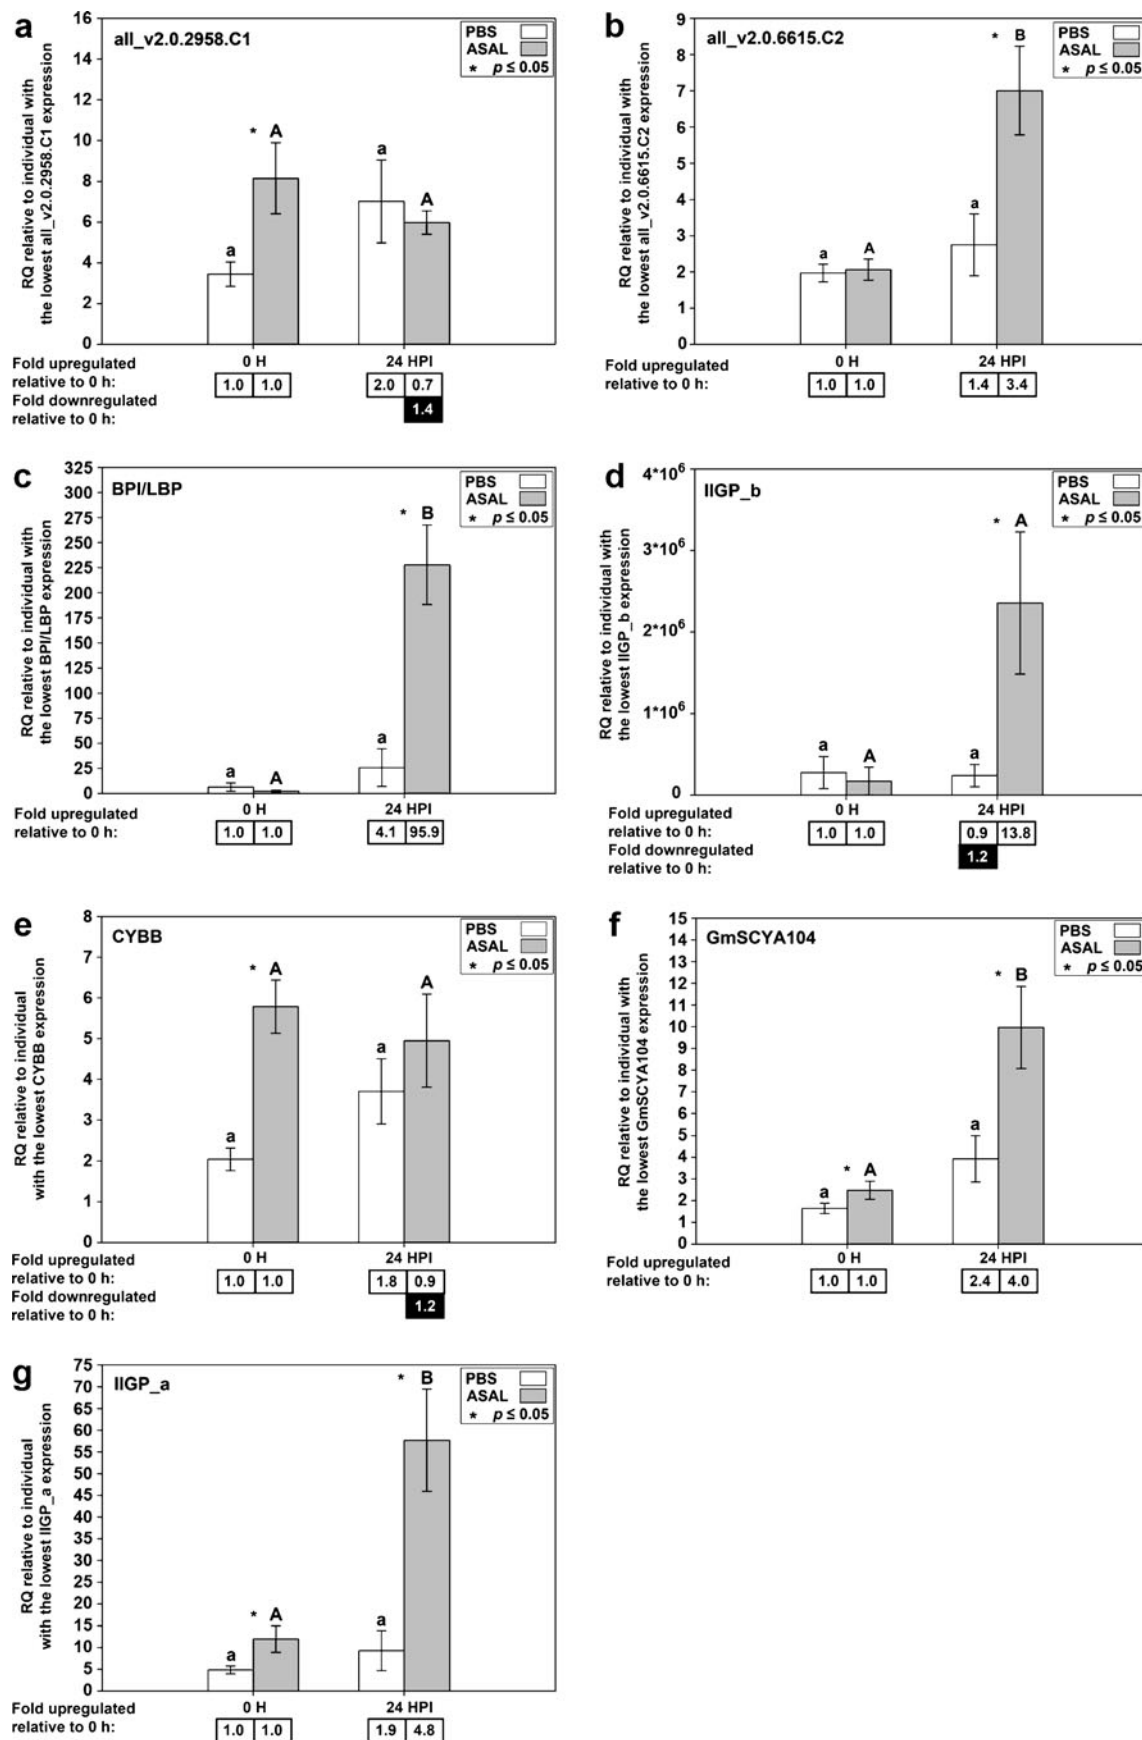 a
all_v2.0.2958.C1
PBS
ASAL
* p ≤ 0.05
RQ relative to individual with
the lowest all_v2.0.2958.C1 expression
16
14
12
10
8
6
4
2
0
a
* A
a
A
0 H
24 HPI
Fold upregulated
relative to 0 h:
1.0 1.0 2.0 0.7
Fold downregulated
relative to 0 h:
1.4
b
all_v2.0.6615.C2
PBS
ASAL
* p ≤ 0.05
RQ relative to individual with
the lowest all_v2.0.6615.C2 expression
9
8
7
6
5
4
3
2
1
0
a
A
a
* B
0 H
24 HPI
Fold upregulated
relative to 0 h:
1.0 1.0 1.4 3.4
c
BPI/LBP
PBS
ASAL
* p ≤ 0.05
RQ relative to individual with
the lowest BPI/LBP expression
325
300
275
250
225
200
175
150
125
100
75
50
25
0
a
A
a
* B
0 H
24 HPI
Fold upregulated
relative to 0 h:
1.0 1.0 4.1 95.9
d
IIGP_b
PBS
ASAL
* p ≤ 0.05
RQ relative to individual with
the lowest IIGP_b expression
4*10⁶
3*10⁶
2*10⁶
1*10⁶
0
a
A
a
* A
0 H
24 HPI
Fold upregulated
relative to 0 h:
1.0 1.0 0.9 13.8
Fold downregulated
relative to 0 h:
1.2
e
CYBB
PBS
ASAL
* p ≤ 0.05
RQ relative to individual
with the lowest CYBB expression
8
7
6
5
4
3
2
1
0
a
* A
a
A
0 H
24 HPI
Fold upregulated
relative to 0 h:
1.0 1.0 1.8 0.9
Fold downregulated
relative to 0 h:
1.2
f
GmSCYA104
PBS
ASAL
* p ≤ 0.05
RQ relative to individual with
the lowest GmSCYA104 expression
15
14
13
12
11
10
9
8
7
6
5
4
3
2
1
0
a
* A
a
* B
0 H
24 HPI
Fold upregulated
relative to 0 h:
1.0 1.0 2.4 4.0
g
IIGP_a
PBS
ASAL
* p ≤ 0.05
RQ relative to individual
with the lowest IIGP_a expression
75
70
65
60
55
50
45
40
35
30
25
20
15
10
5
0
a
* A
a
* B
0 H
24 HPI
Fold upregulated
relative to 0 h:
1.0 1.0 1.9 4.8